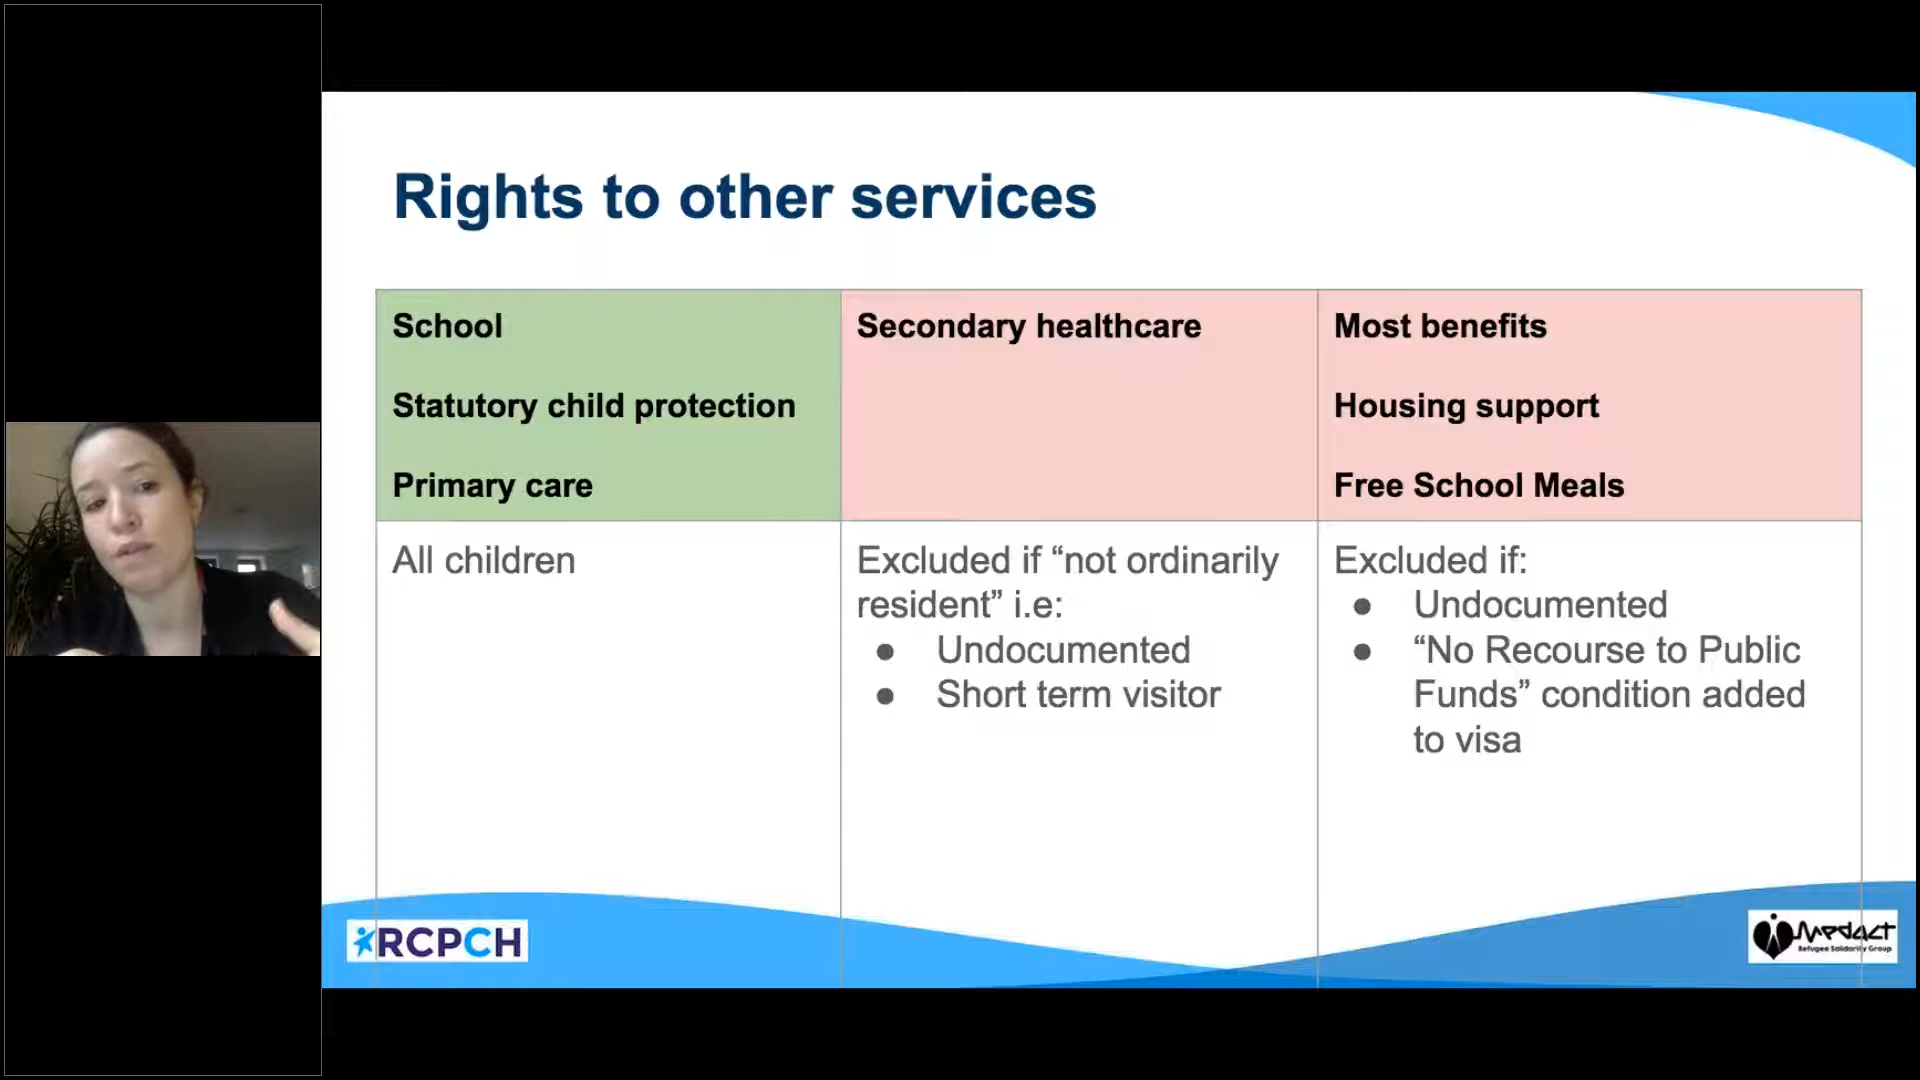 Rights to other services
School
Statutory child protection
Primary care
Secondary healthcare
Most benefits
Housing support
Free School Meals
All children
Excluded if “not ordinarily
resident” i.e:
● Undocumented
● Short term visitor
Excluded if:
● Undocumented
● “No Recourse to Public
Funds” condition added
to visa
RCPCH
Medact
Refugee Solidarity Group